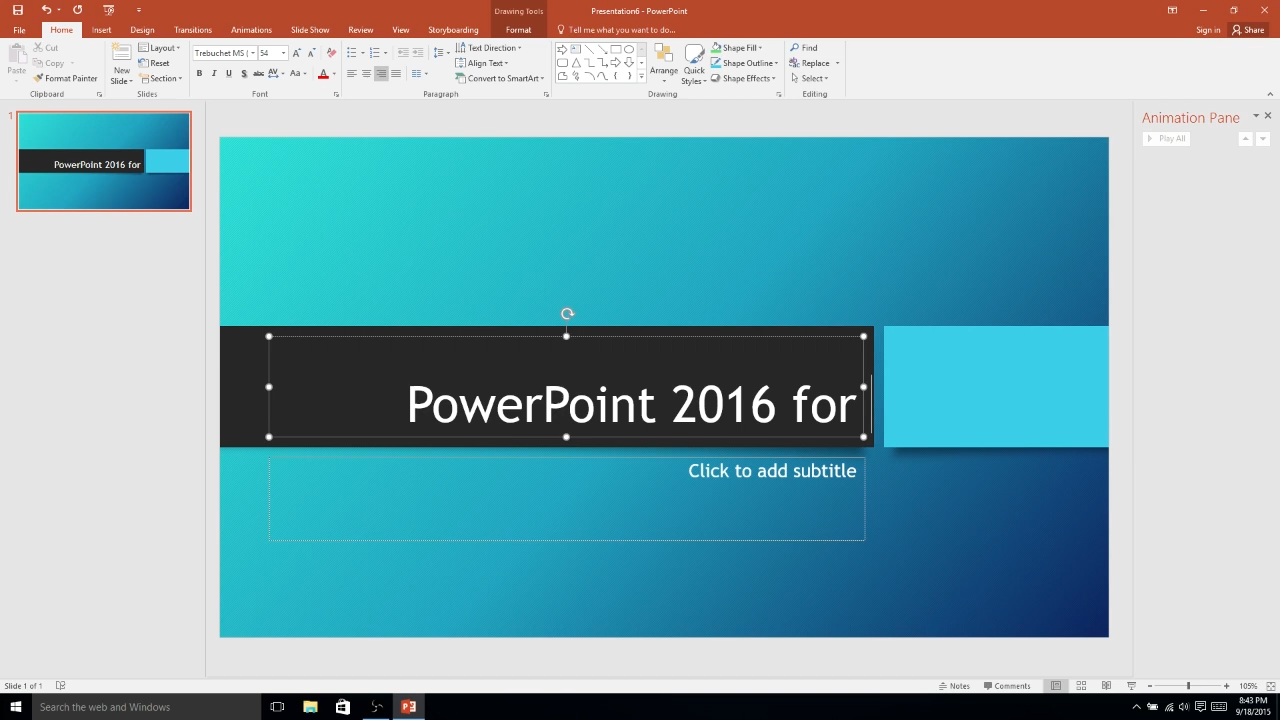 Drawing Tools
Presentation6 - PowerPoint
File Home Insert Design Transitions Animations Slide Show Review View Storyboarding Format Tell me what you want to do... Sign in Share
Paste
Cut
Copy
Format Painter
Clipboard
New Slide
Layout
Reset
Section
Slides
Trebuchet MS ( 54
B I U S abc AV Aa A
Font
Text Direction
Align Text
Convert to SmartArt
Paragraph
Arrange
Quick Styles
Shape Fill
Shape Outline
Shape Effects
Drawing
Find
Replace
Select
Editing
1
PowerPoint 2016 for
PowerPoint 2016 for
Click to add subtitle
Animation Pane
Play All
Slide 1 of 1
Notes Comments 105%
Search the web and Windows
8:43 PM
9/18/2015